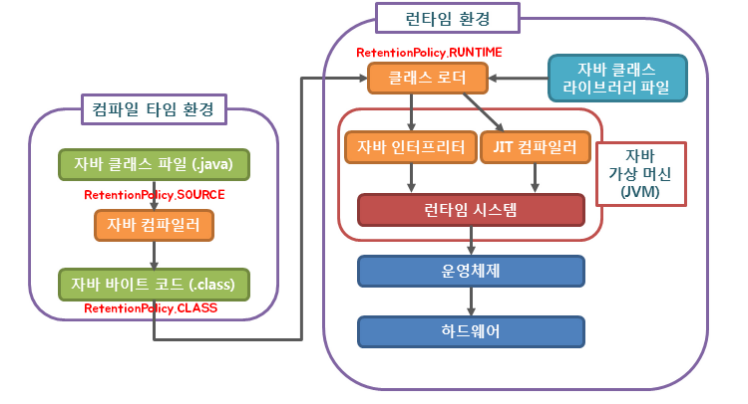 런타임 환경
RetentionPolicy,RUNTIME
클래스 로더
자바 클래스
라이브러리 파일
컴파일 타임 환경
자바 클래스 파일 (.java)
RetentionPolicy,SOURCE
자바 컴파일러
자바 바이트 코드 (.class)
RetentionPolicy,CLASS
자바 인터프리터
JIT 컴파일러
자바
가상 머신
(JVM)
런타임 시스템
운영체제
하드웨어